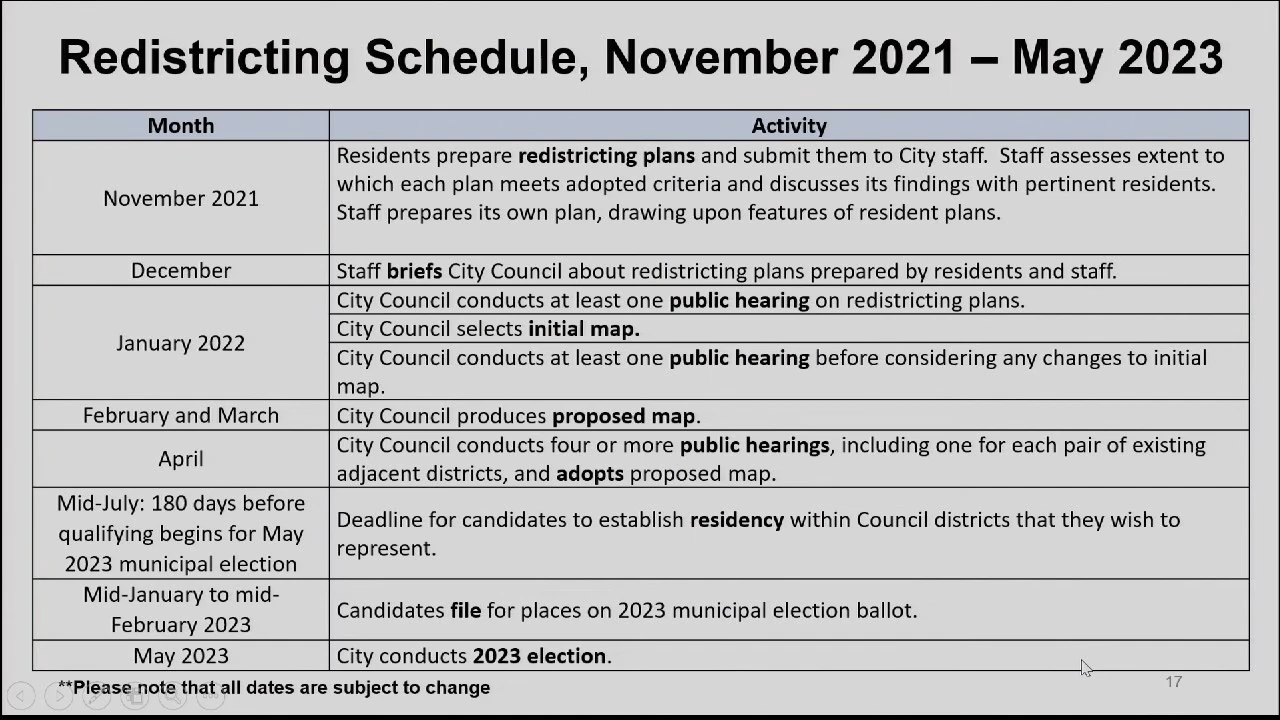 Redistricting Schedule, November 2021 – May 2023
Month
Activity
November 2021
Residents prepare redistricting plans and submit them to City staff.  Staff assesses extent to
which each plan meets adopted criteria and discusses its findings with pertinent residents.
Staff prepares its own plan, drawing upon features of resident plans.
December
Staff briefs City Council about redistricting plans prepared by residents and staff.
January 2022
City Council conducts at least one public hearing on redistricting plans.
City Council selects initial map.
City Council conducts at least one public hearing before considering any changes to initial
map.
February and March
City Council produces proposed map.
April
City Council conducts four or more public hearings, including one for each pair of existing
adjacent districts, and adopts proposed map.
Mid-July: 180 days before
qualifying begins for May
2023 municipal election
Deadline for candidates to establish residency within Council districts that they wish to
represent.
Mid-January to mid-
February 2023
Candidates file for places on 2023 municipal election ballot.
May 2023
City conducts 2023 election.
**Please note that all dates are subject to change
17